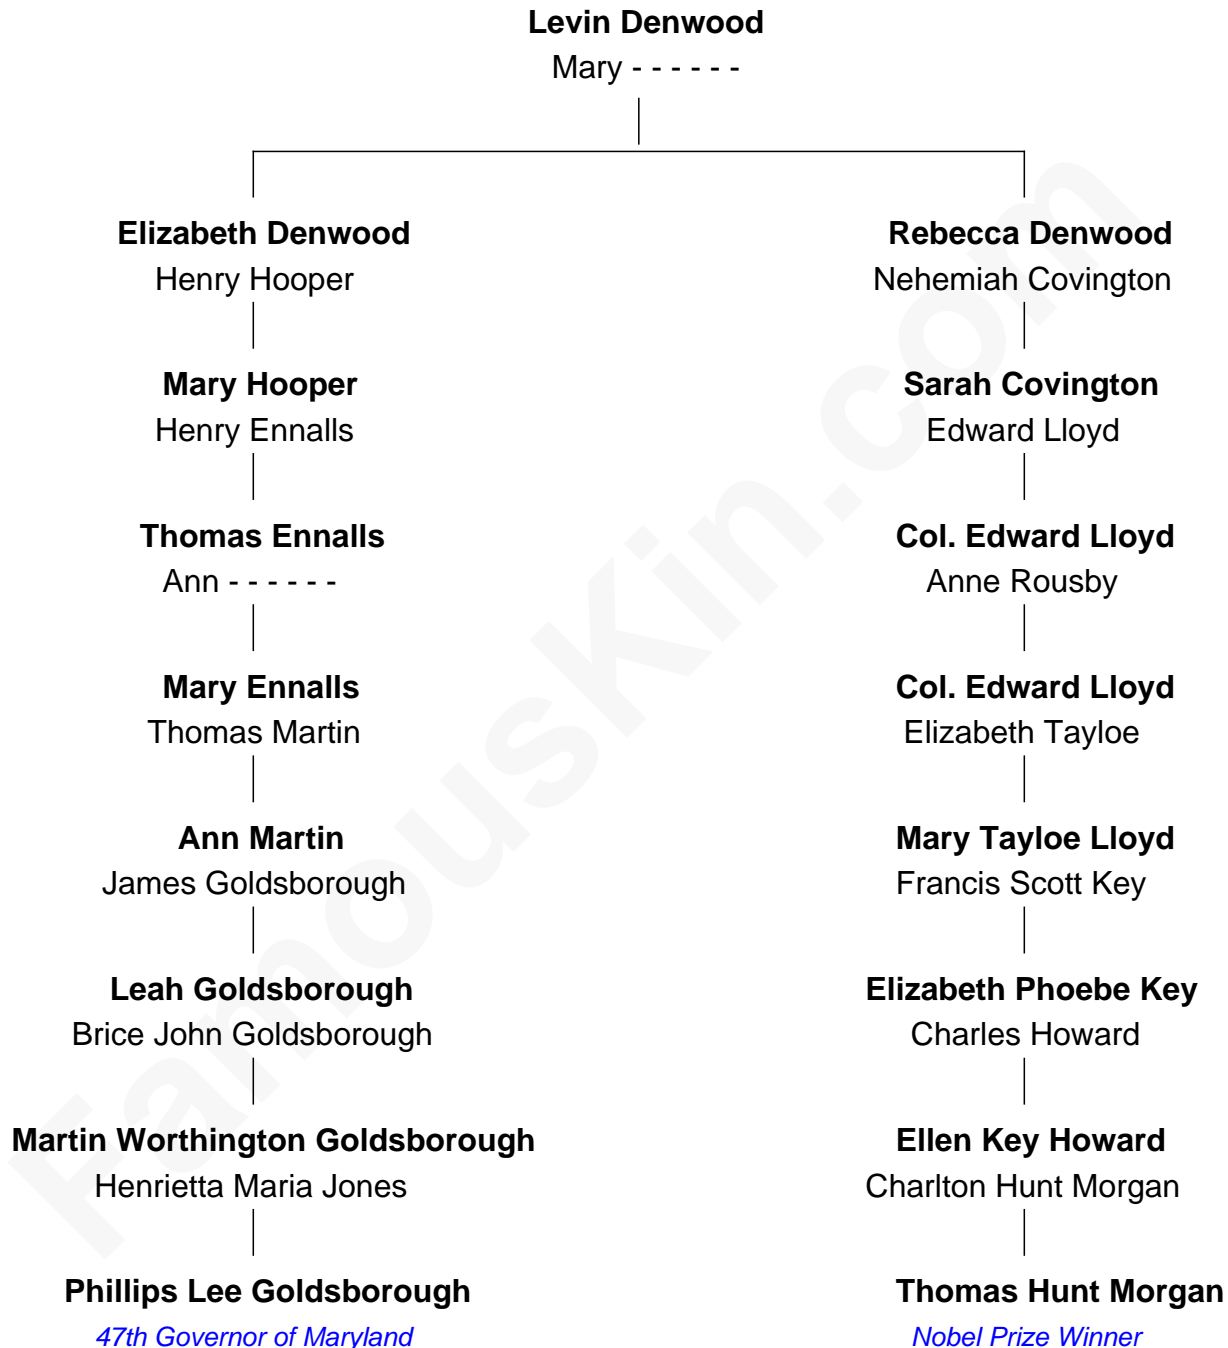 Levin Denwood
Mary - - - - - -
Elizabeth Denwood
Henry Hooper
Rebecca Denwood
Nehemiah Covington
Mary Hooper
Henry Ennalls
Sarah Covington
Edward Lloyd
Thomas Ennalls
Ann - - - - - -
Col. Edward Lloyd
Anne Rousby
Mary Ennalls
Thomas Martin
Col. Edward Lloyd
Elizabeth Tayloe
Ann Martin
James Goldsborough
Mary Tayloe Lloyd
Francis Scott Key
Leah Goldsborough
Brice John Goldsborough
Elizabeth Phoebe Key
Charles Howard
Martin Worthington Goldsborough
Henrietta Maria Jones
Ellen Key Howard
Charlton Hunt Morgan
Phillips Lee Goldsborough
47th Governor of Maryland
Thomas Hunt Morgan
Nobel Prize Winner
FamousKin.com